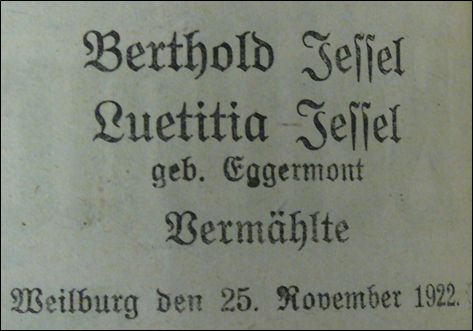 Berthold Jessel
Luetitia Jessel
geb. Eggermont
Vermählte
Weilburg den 25. November 1922.